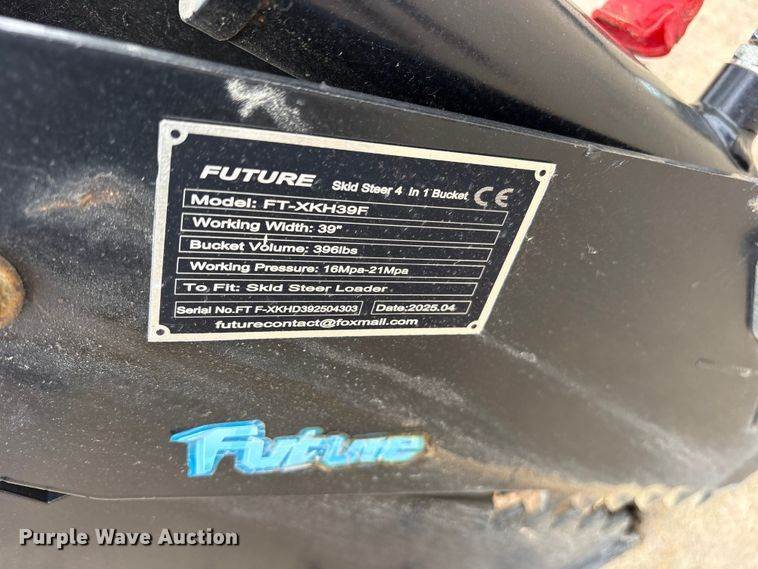 FUTURE Skid Steer 4 In 1 Bucket CE
Model: FT-XKH39F
Working Width: 39"
Bucket Volume: 396lbs
Working Pressure: 16Mpa-21Mpa
To Fit: Skid Steer Loader
Serial No.FT F-XKHD392504303 Date:2025.04
futurecontact@foxmail.com
Future
Purple Wave Auction